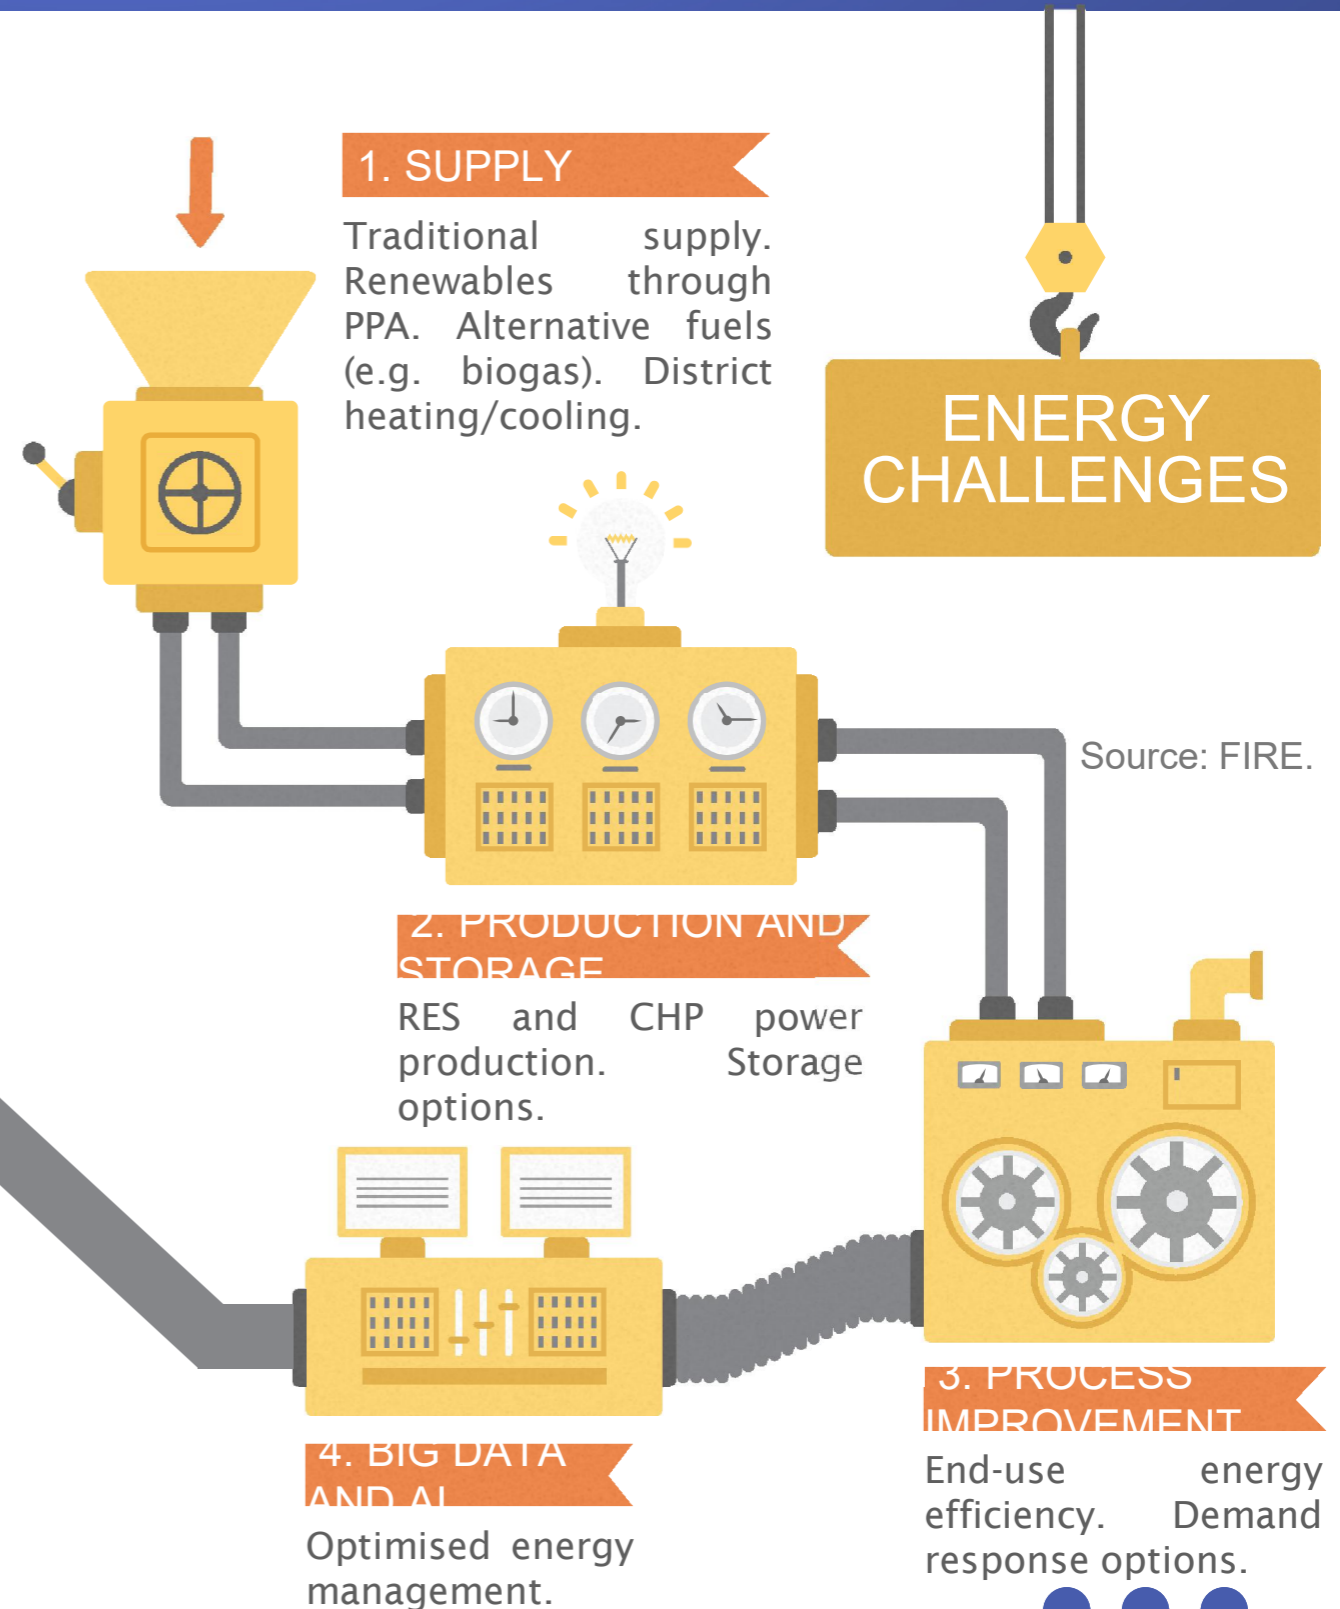 1. SUPPLY
Traditional supply.
Renewables through
PPA. Alternative fuels
(e.g. biogas). District
heating/cooling.
ENERGY
CHALLENGES
Source: FIRE.
2. PRODUCTION AND
STORAGE
RES and CHP power
production. Storage
options.
3. PROCESS
IMPROVEMENT
End-use energy
efficiency. Demand
response options.
4. BIG DATA
AND AI
Optimised energy
management.